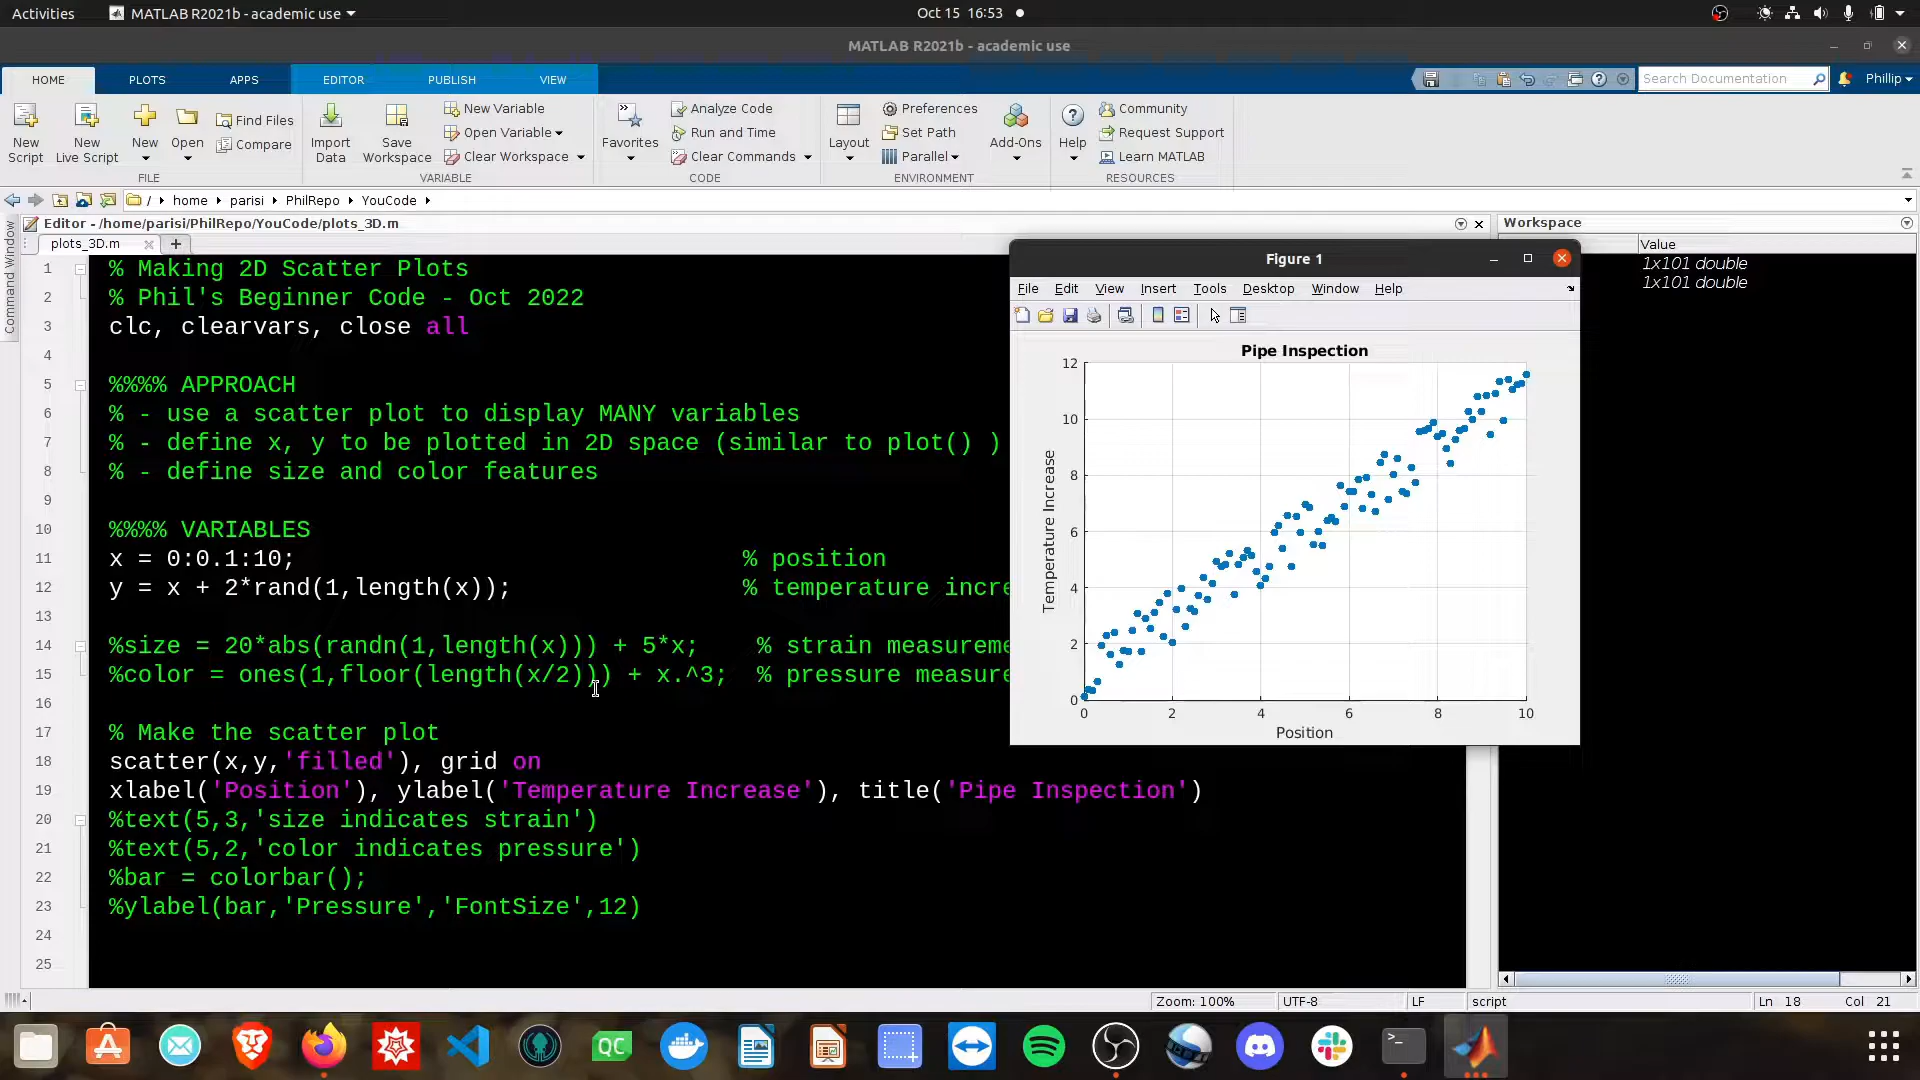 Activities
MATLAB R2021b - academic use
Oct 15 16:53
MATLAB R2021b - academic use
HOME
PLOTS
APPS
EDITOR
PUBLISH
VIEW
Search Documentation
Phillip
New Script
New Live Script
New
Open
Find Files
Compare
FILE
Import Data
Save Workspace
New Variable
Open Variable
Clear Workspace
VARIABLE
Favorites
Analyze Code
Run and Time
Clear Commands
CODE
Layout
Preferences
Set Path
Parallel
Add-Ons
ENVIRONMENT
Help
Community
Request Support
Learn MATLAB
RESOURCES
/ home parisi PhilRepo YouCode
Command Window
Editor - /home/parisi/PhilRepo/YouCode/plots_3D.m
plots_3D.m
1 % Making 2D Scatter Plots
2 % Phil's Beginner Code - Oct 2022
3 clc, clearvars, close all
4
5 %%%% APPROACH
6 % - use a scatter plot to display MANY variables
7 % - define x, y to be plotted in 2D space (similar to plot() )
8 % - define size and color features
9
10 %%%% VARIABLES
11 x = 0:0.1:10; % position
12 y = x + 2*rand(1,length(x)); % temperature incre
13
14 %size = 20*abs(randn(1,length(x))) + 5*x; % strain measureme
15 %color = ones(1,floor(length(x/2))) + x.^3; % pressure measure
16
17 % Make the scatter plot
18 scatter(x,y,'filled'), grid on
19 xlabel('Position'), ylabel('Temperature Increase'), title('Pipe Inspection')
20 %text(5,3,'size indicates strain')
21 %text(5,2,'color indicates pressure')
22 %bar = colorbar();
23 %ylabel(bar,'Pressure','FontSize',12)
24
25
Figure 1
File Edit View Insert Tools Desktop Window Help
Pipe Inspection
Temperature Increase
12
10
8
6
4
2
0
0 2 4 6 8 10
Position
Workspace
Value
1x101 double
1x101 double
Zoom: 100%
UTF-8
LF
script
Ln 18
Col 21
QC